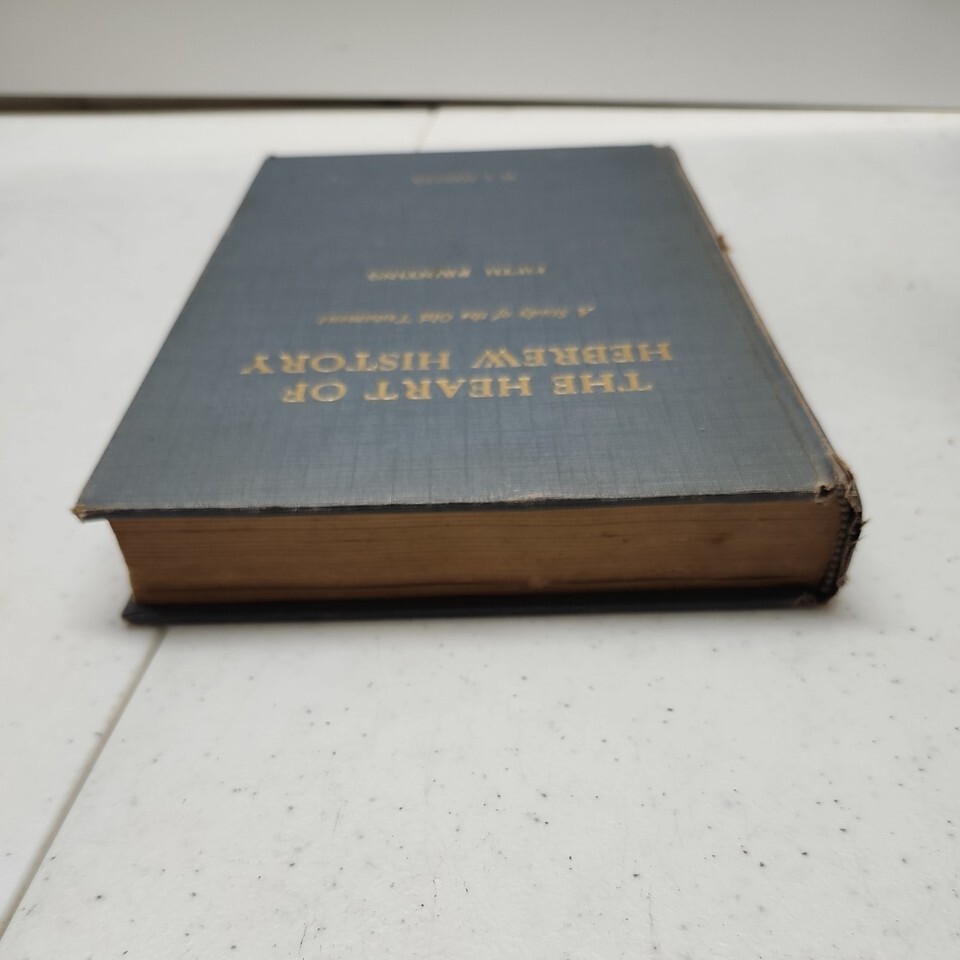 THE HEART OF
HEBREW HISTORY
A Study of the Old Testament